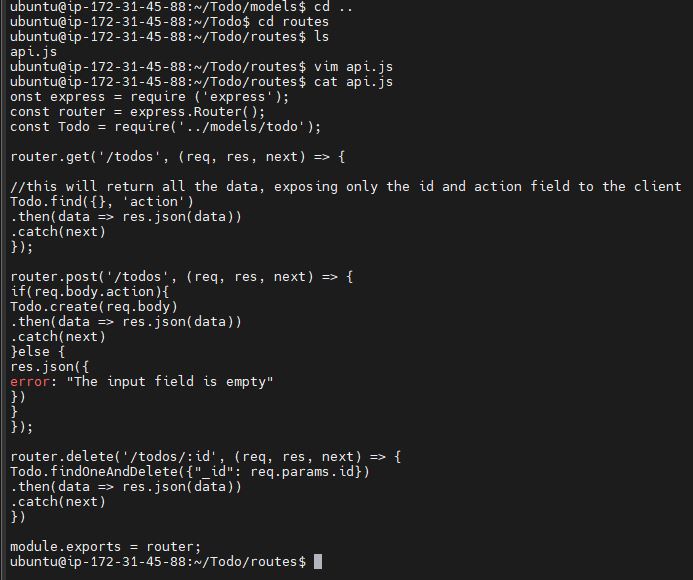 ubuntu@ip-172-31-45-88:~/Todo/models$ cd ..
ubuntu@ip-172-31-45-88:~/Todo$ cd routes
ubuntu@ip-172-31-45-88:~/Todo/routes$ ls
api.js
ubuntu@ip-172-31-45-88:~/Todo/routes$ vim api.js
ubuntu@ip-172-31-45-88:~/Todo/routes$ cat api.js
onst express = require ('express');
const router = express.Router();
const Todo = require('../models/todo');

router.get('/todos', (req, res, next) => {

//this will return all the data, exposing only the id and action field to the client
Todo.find({}, 'action')
.then(data => res.json(data))
.catch(next)
});

router.post('/todos', (req, res, next) => {
if(req.body.action){
Todo.create(req.body)
.then(data => res.json(data))
.catch(next)
}else {
res.json({
error: "The input field is empty"
})
}
});

router.delete('/todos/:id', (req, res, next) => {
Todo.findOneAndDelete({"_id": req.params.id})
.then(data => res.json(data))
.catch(next)
})

module.exports = router;
ubuntu@ip-172-31-45-88:~/Todo/routes$